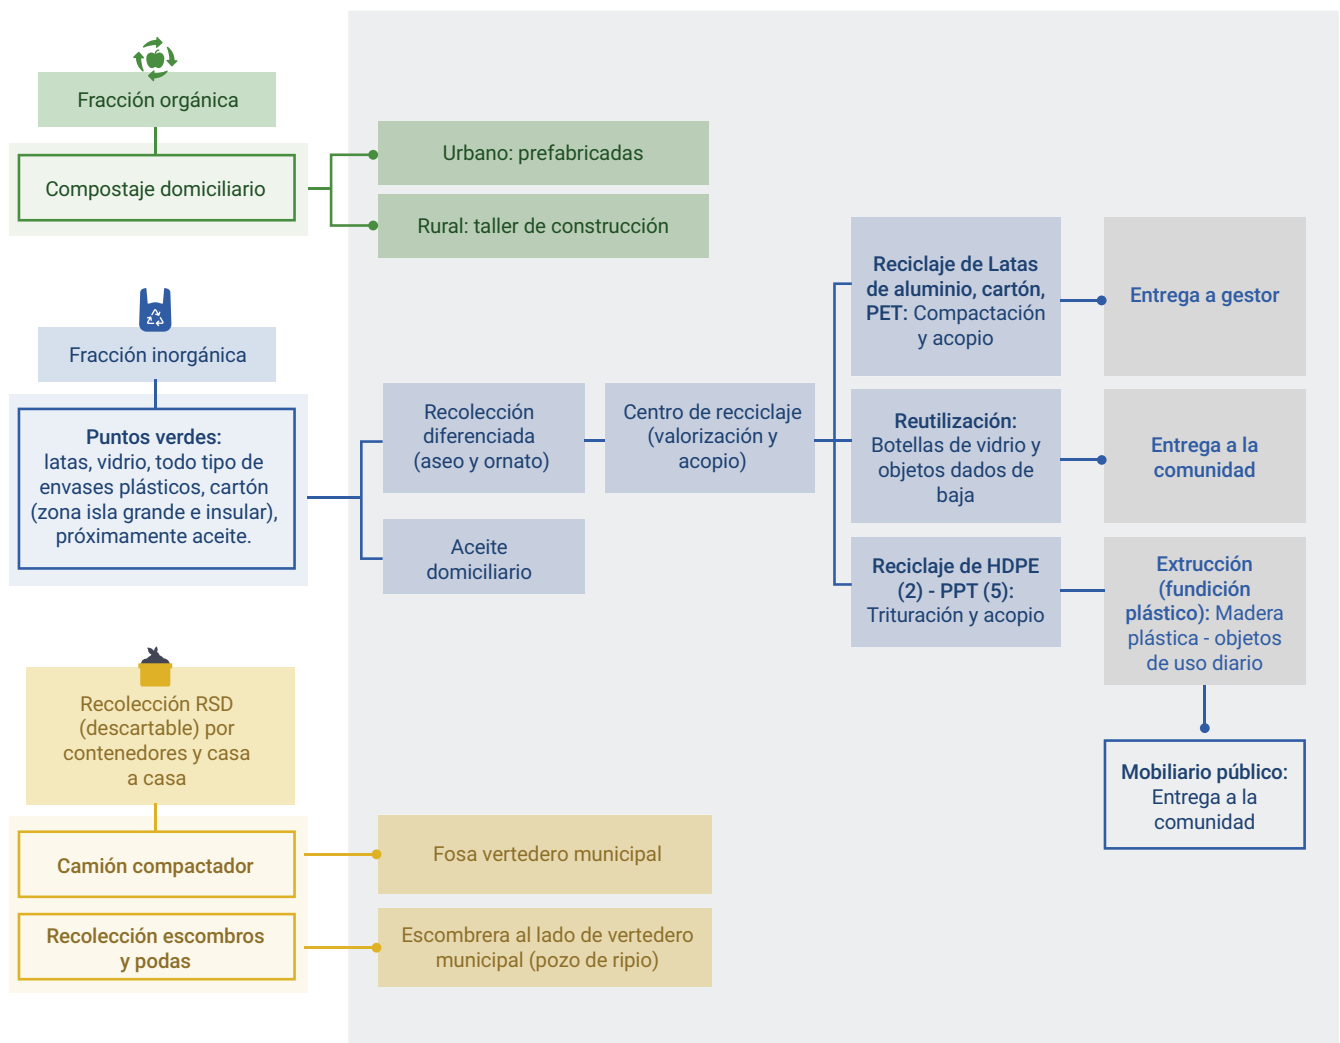 Fracción orgánica
Compostaje domiciliario
Urbano: prefabricadas
Rural: taller de construcción
Fracción inorgánica
Puntos verdes:
latas, vidrio, todo tipo de
envases plásticos, cartón
(zona isla grande e insular),
próximamente aceite.
Recolección
diferenciada
(aseo y ornato)
Aceite
domiciliario
Centro de recciclaje
(valorización y
acopio)
Reciclaje de Latas
de aluminio, cartón,
PET: Compactación
y acopio
Entrega a gestor
Reutilización:
Botellas de vidrio y
objetos dados de
baja
Entrega a la
comunidad
Reciclaje de HDPE
(2) - PPT (5):
Trituración y acopio
Extrucción
(fundición
plástico): Madera
plástica - objetos
de uso diario
Mobiliario público:
Entrega a la
comunidad
Recolección RSD
(descartable) por
contenedores y casa
a casa
Camión compactador
Fosa vertedero municipal
Recolección escombros
y podas
Escombrera al lado de vertedero
municipal (pozo de ripio)